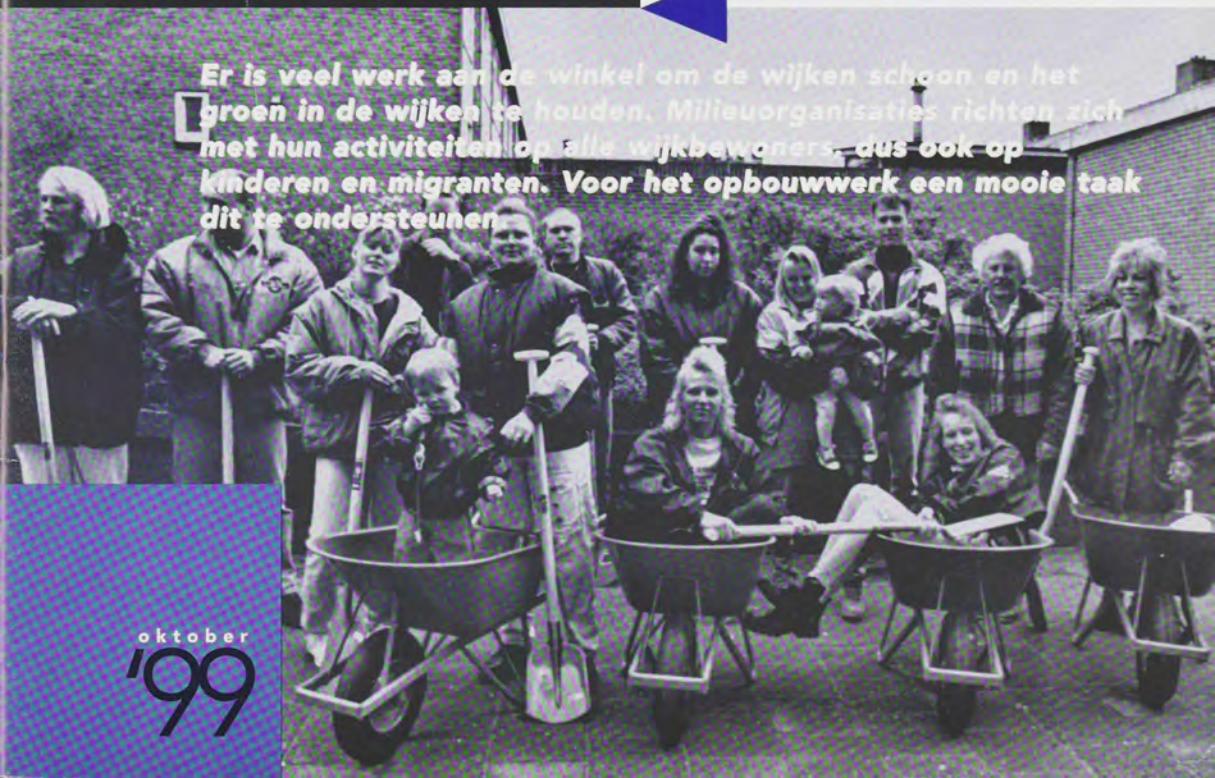 Er is veel werk aan de winkel om de wijken schoon en het
groen in de wijken te houden. Milieuorganisaties richten zich
met hun activiteiten op alle wijkbewoners, dus ook op
kinderen en migranten. Voor het opbouwwerk een mooie taak
dit te ondersteunen.
oktober
'99